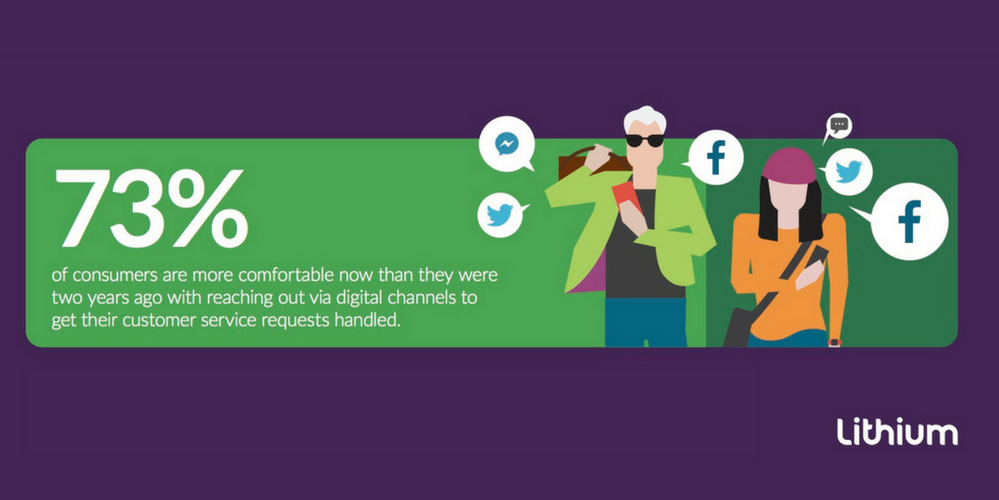 73%
of consumers are more comfortable now than they were
two years ago with reaching out via digital channels to
get their customer service requests handled.
Lithium